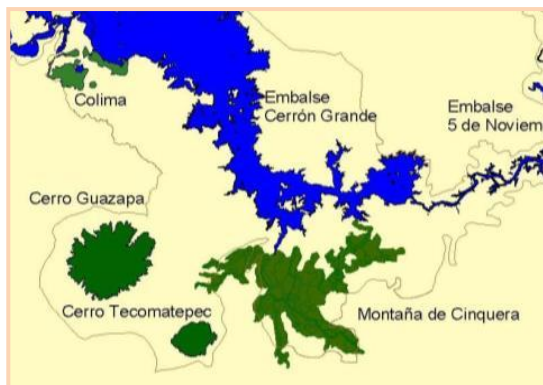 Colima
Embalse
Cerrón Grande
Embalse
5 de Noviem
Cerro Guazapa
Cerro Tecomatepec
Montaña de Cinquera